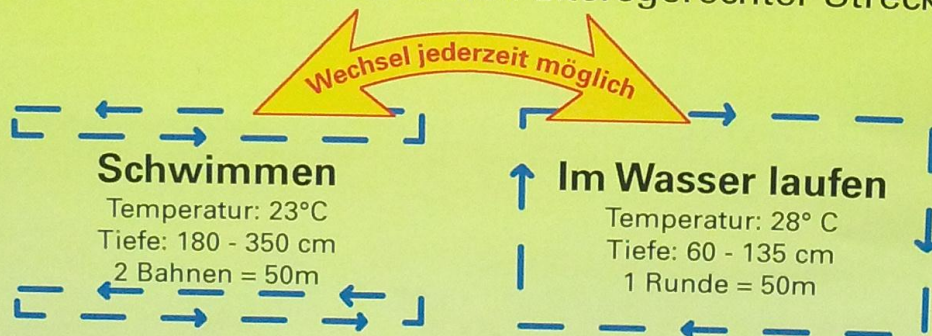 Wechsel jederzeit möglich
Schwimmen
Temperatur: 23°C
Tiefe: 180 - 350 cm
2 Bahnen = 50m
Im Wasser laufen
Temperatur: 28° C
Tiefe: 60 - 135 cm
1 Runde = 50m